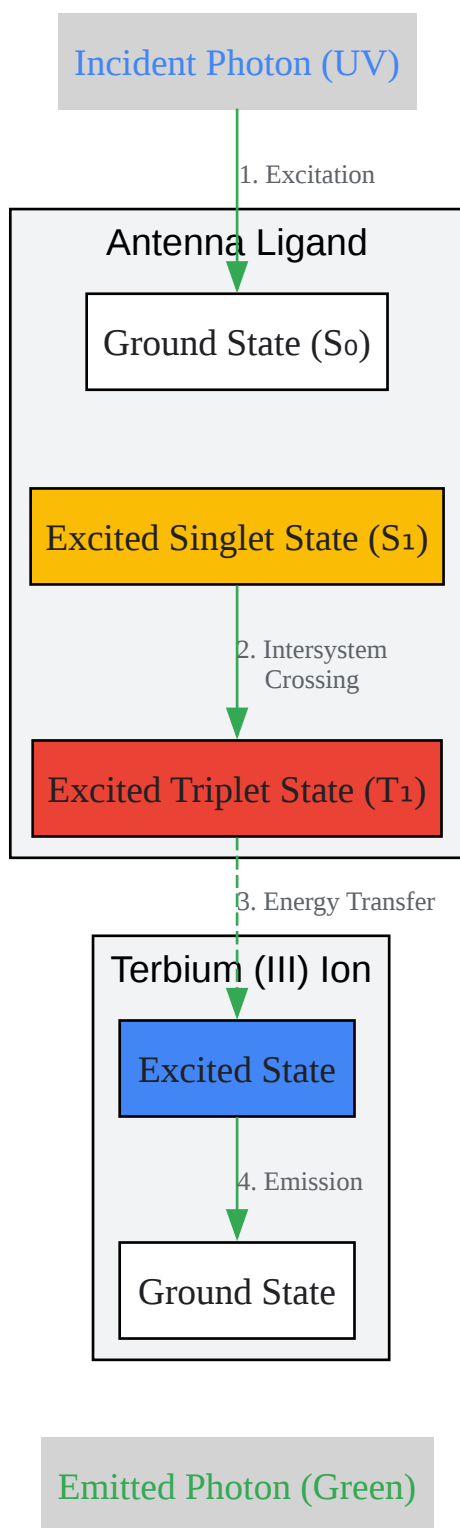 Incident Photon (UV)
1. Excitation
Antenna Ligand
Ground State (S₀)
Excited Singlet State (S₁)
2. Intersystem
Crossing
Excited Triplet State (T₁)
3. Energy Transfer
Terbium (III) Ion
Excited State
4. Emission
Ground State
Emitted Photon (Green)